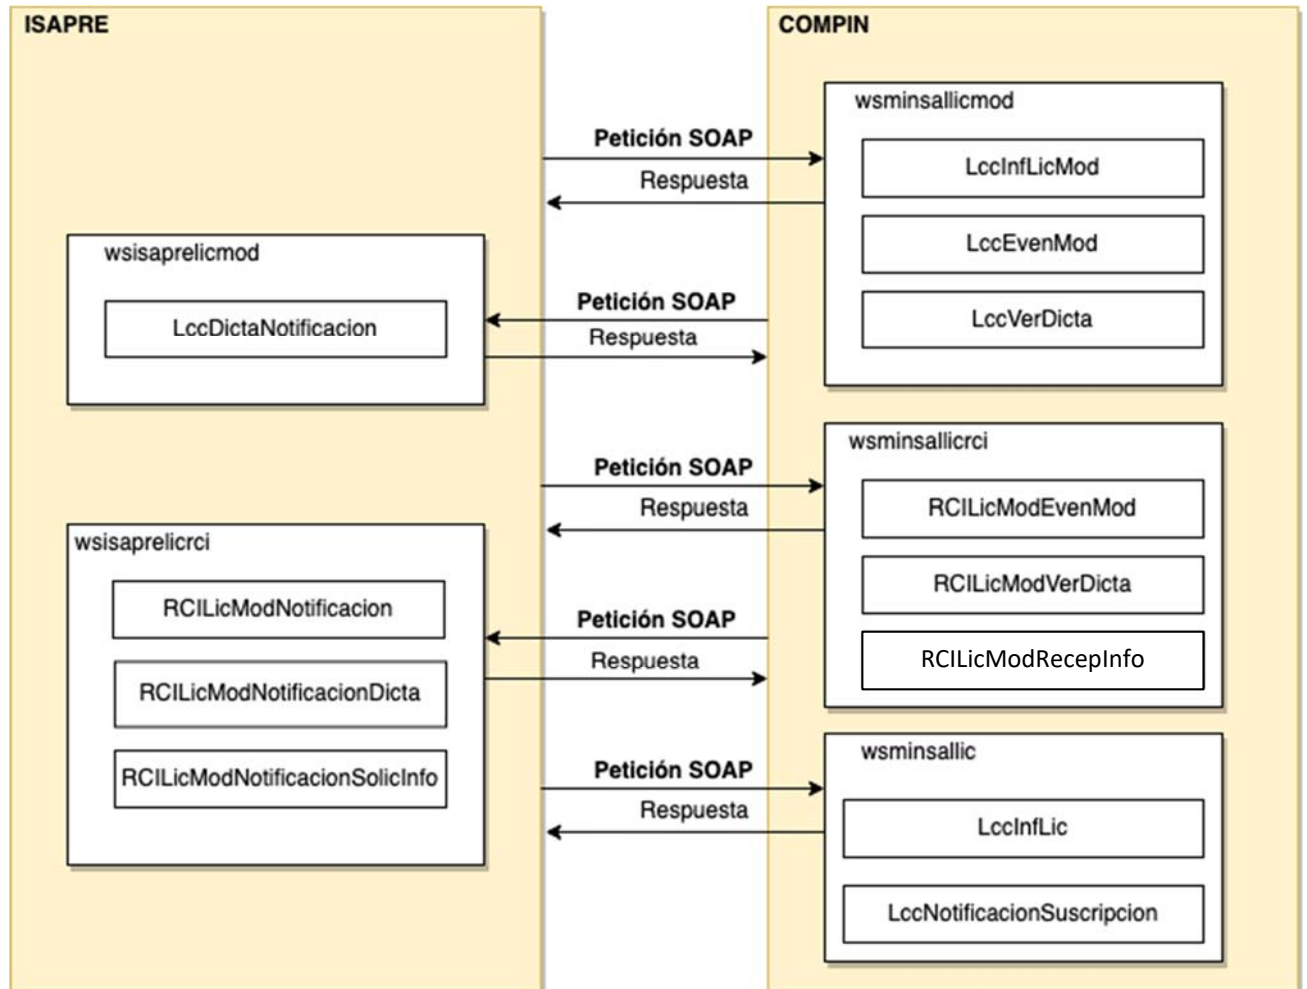 ISAPRE
COMPIN
wsminsallicmod
Petición SOAP
LccInfLicMod
Respuesta
LccEvenMod
wsisaprelicmod
Petición SOAP
LccDictaNotificacion
LccVerDicta
Respuesta
wsminsallicrci
Petición SOAP
Respuesta
RCILicModEvenMod
wsisaprelicrci
RCILicModVerDicta
RCILicModNotificacion
Petición SOAP
Respuesta
RCILicModRecepInfo
RCILicModNotificacionDicta
wsminsallic
Petición SOAP
RCILicModNotificacionSolicInfo
Respuesta
LccInfLic
LccNotificacionSuscripcion